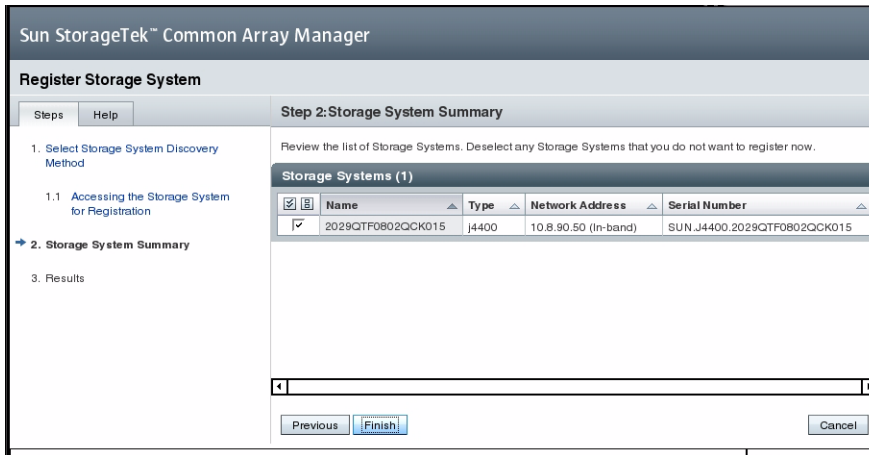 Sun StorageTek™ Common Array Manager
Register Storage System
Steps
Help
1. Select Storage System Discovery
Method
1.1 Accessing the Storage System
for Registration
2. Storage System Summary
3. Results
Step 2:Storage System Summary
Review the list of Storage Systems. Deselect any Storage Systems that you do not want to register now.
Storage Systems (1)
Name Type Network Address Serial Number
2029QTF0802QCK015 j4400 10.8.90.50 (In-band) SUN.J4400.2029QTF0802QCK015
Previous Finish Cancel